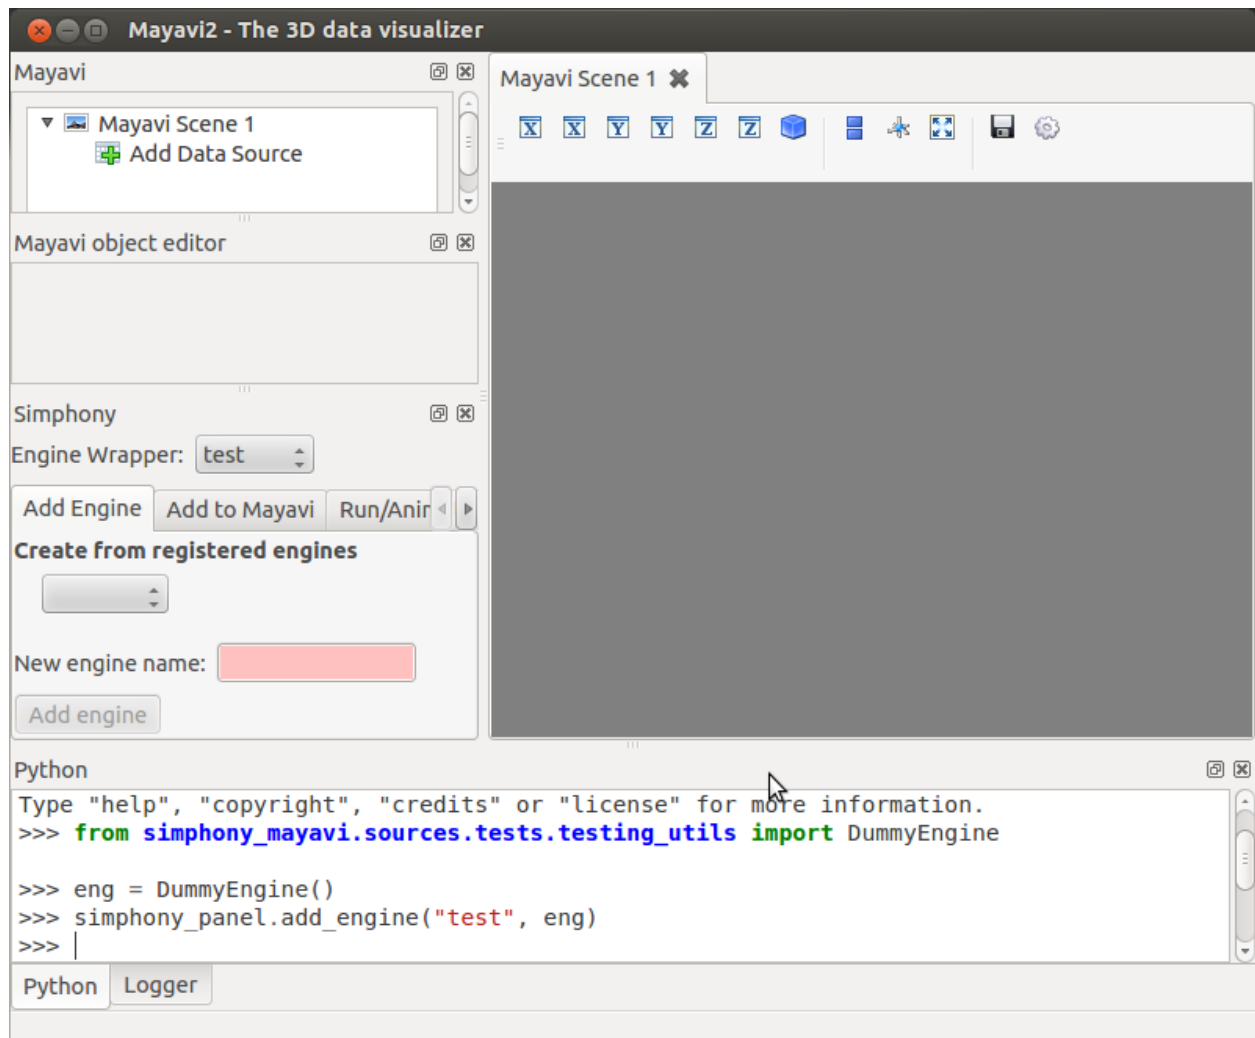 Mayavi2 - The 3D data visualizer
Mayavi
Mayavi Scene 1
Add Data Source
Mayavi object editor
Simphony
Engine Wrapper: test
Add Engine Add to Mayavi Run/Anir
Create from registered engines
New engine name:
Add engine
Mayavi Scene 1
X X Y Y Z Z
Python
Type "help", "copyright", "credits" or "license" for more information.
>>> from simphony_mayavi.sources.tests.testing_utils import DummyEngine
>>> eng = DummyEngine()
>>> simphony_panel.add_engine("test", eng)
>>>
Python Logger